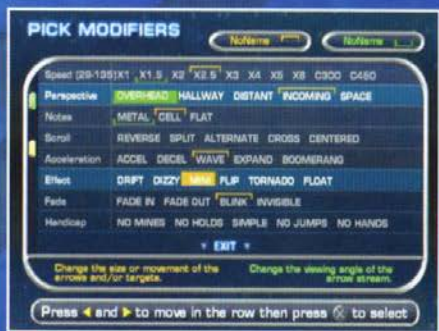 PICK MODIFIERS
NoName NoName
Speed (29-135) X1 X1.5 X2 X2.5 X3 X4 X5 X8 C300 C450
Perspective OVERHEAD HALLWAY DISTANT INCOMING SPACE
Notes METAL CELL FLAT
Scroll REVERSE SPLIT ALTERNATE CROSS CENTERED
Acceleration ACCEL DECEL WAVE EXPAND BOOMERANG
Effect DRIFT DIZZY MINI FLIP TORNADO FLOAT
Fade FADE IN FADE OUT BLINK INVISIBLE
Handicap NO MINES NO HOLDS SIMPLE NO JUMPS NO HANDS
▼ EXIT ▼
Change the size or movement of the arrows and/or targets.
Change the viewing angle of the arrow stream.
Press ◀ and ▶ to move in the row then press Ⓧ to select